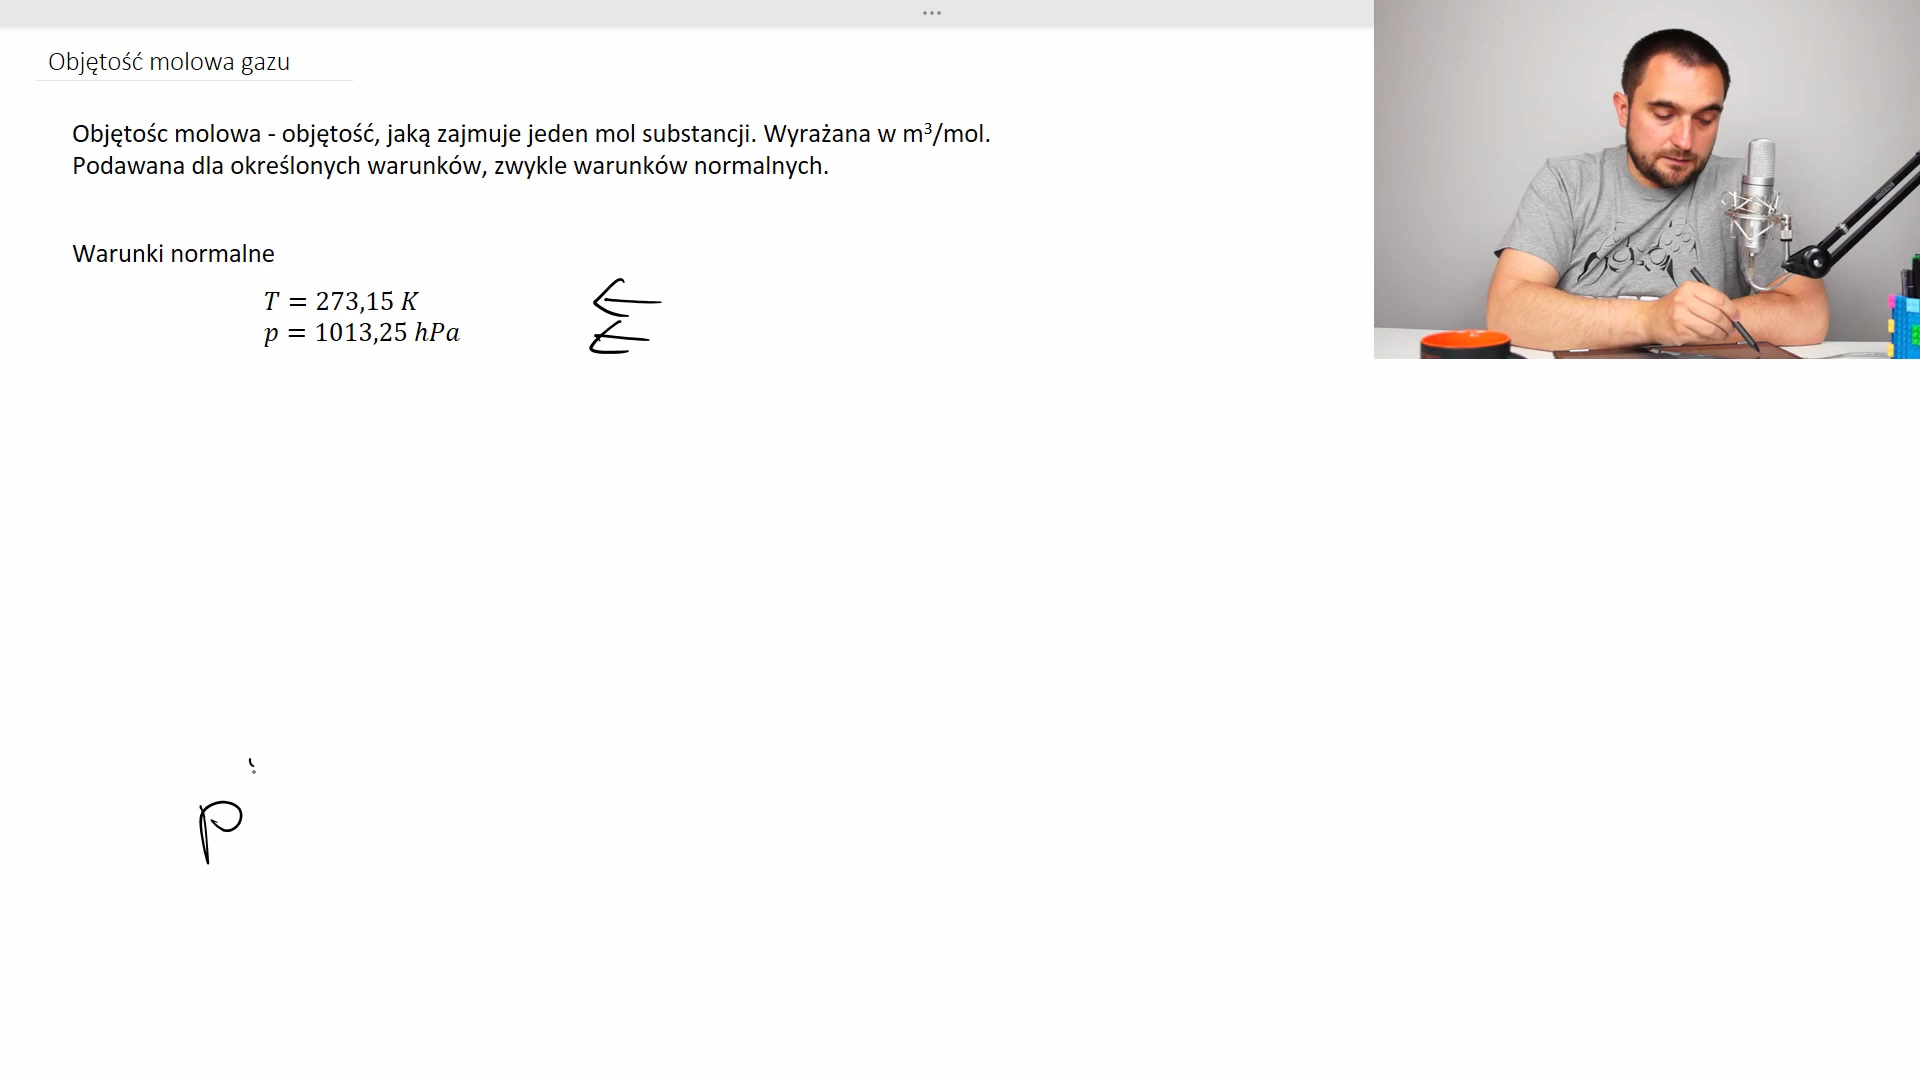 Objętość molowa gazu
Objętośc molowa - objętość, jaką zajmuje jeden mol substancji. Wyrażana w m³/mol.
Podawana dla określonych warunków, zwykle warunków normalnych.
Warunki normalne
T = 273,15 K
p = 1013,25 hPa
p